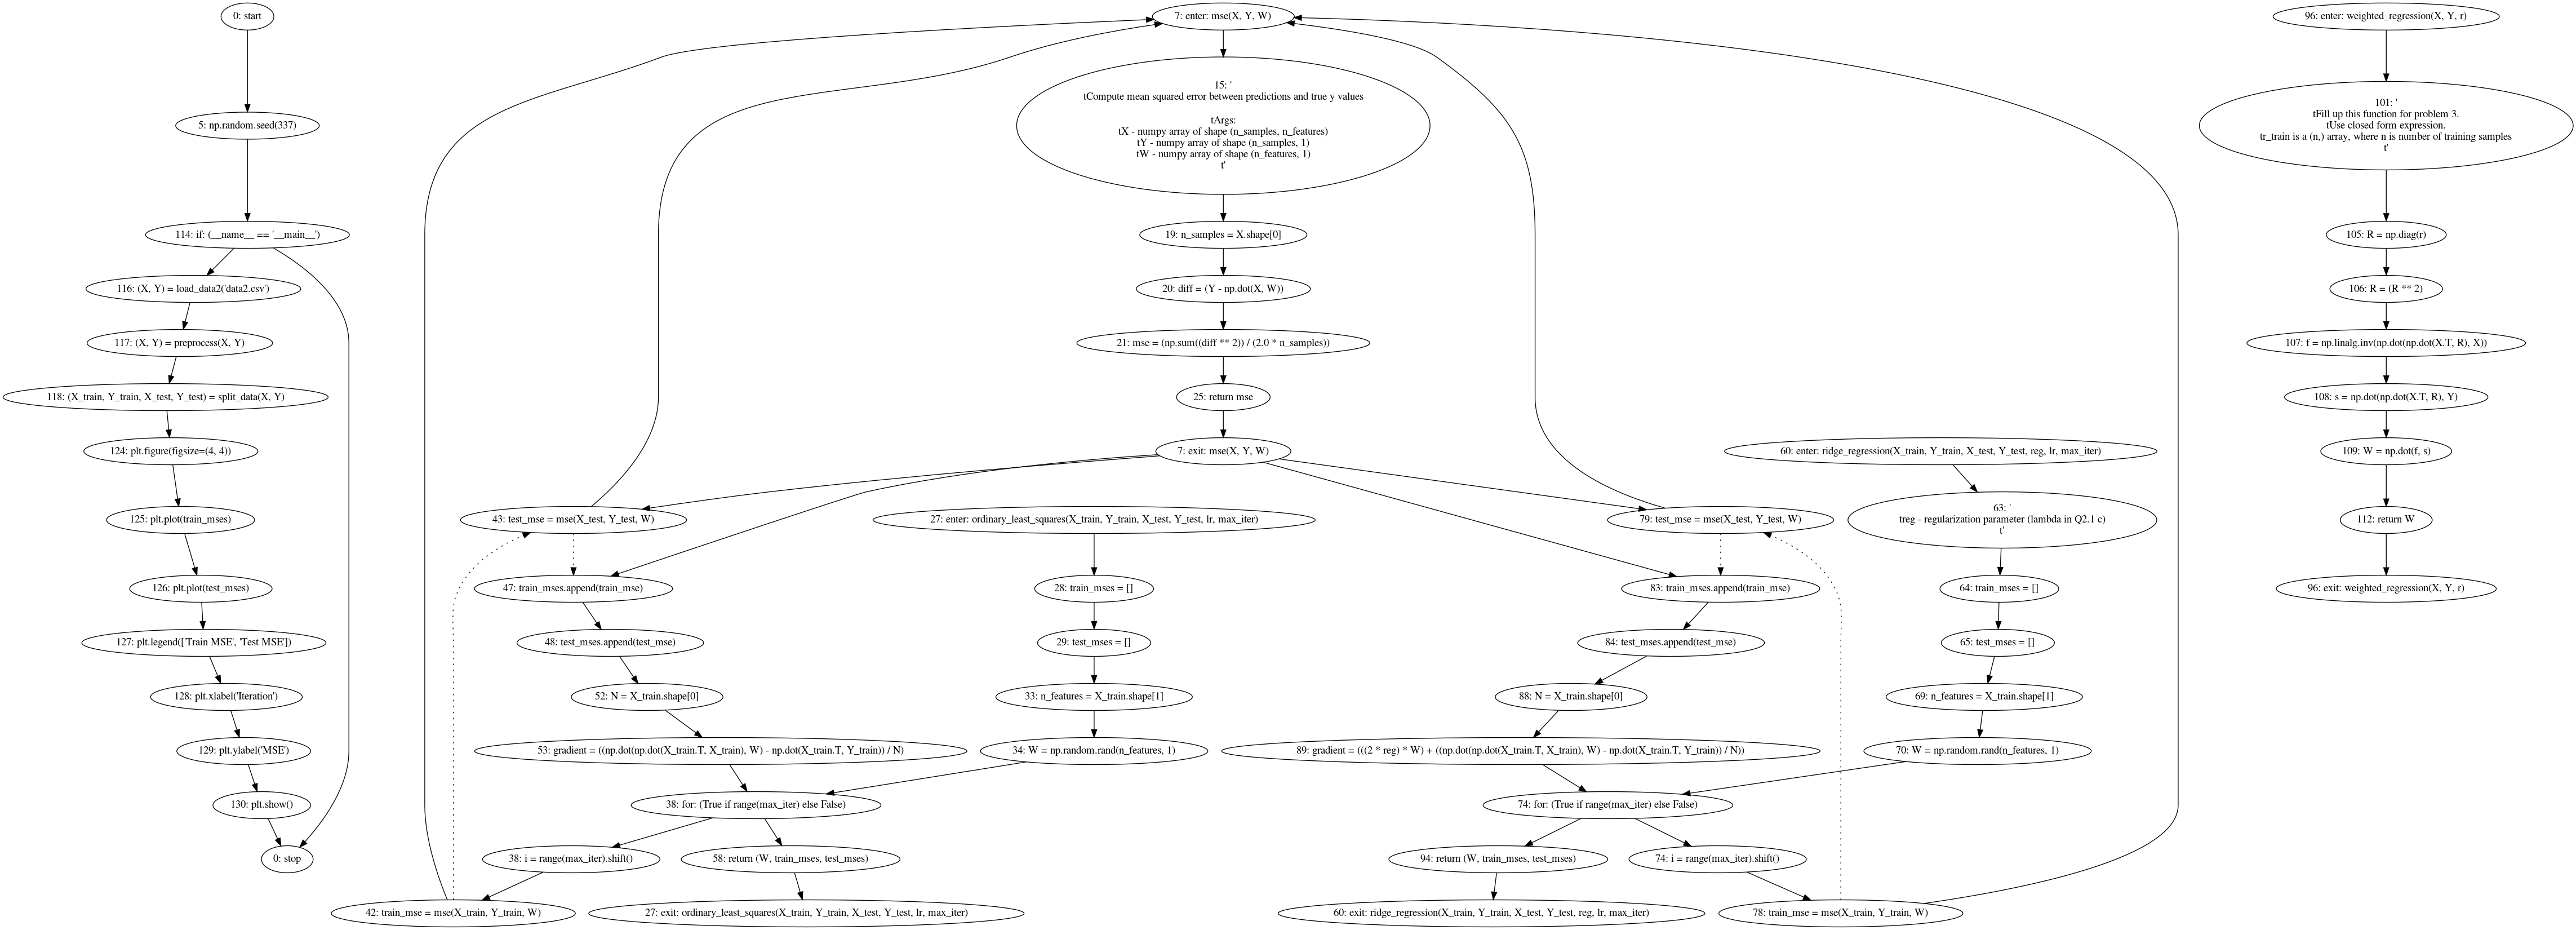 0: start
5: np.random.seed(337)
114: if: (__name__ == '__main__')
116: (X, Y) = load_data2('data2.csv')
117: (X, Y) = preprocess(X, Y)
118: (X_train, Y_train, X_test, Y_test) = split_data(X, Y)
124: plt.figure(figsize=(4, 4))
125: plt.plot(train_mses)
126: plt.plot(test_mses)
127: plt.legend(['Train MSE', 'Test MSE'])
128: plt.xlabel('Iteration')
129: plt.ylabel('MSE')
130: plt.show()
0: stop
7: enter: mse(X, Y, W)
15: '
tCompute mean squared error between predictions and true y values
tArgs:
tX - numpy array of shape (n_samples, n_features)
tY - numpy array of shape (n_samples, 1)
tW - numpy array of shape (n_features, 1)
t'
19: n_samples = X.shape[0]
20: diff = (Y - np.dot(X, W))
21: mse = (np.sum((diff ** 2)) / (2.0 * n_samples))
25: return mse
7: exit: mse(X, Y, W)
43: test_mse = mse(X_test, Y_test, W)
47: train_mses.append(train_mse)
48: test_mses.append(test_mse)
52: N = X_train.shape[0]
53: gradient = ((np.dot(np.dot(X_train.T, X_train), W) - np.dot(X_train.T, Y_train)) / N)
27: enter: ordinary_least_squares(X_train, Y_train, X_test, Y_test, lr, max_iter)
28: train_mses = []
29: test_mses = []
33: n_features = X_train.shape[1]
34: W = np.random.rand(n_features, 1)
38: for: (True if range(max_iter) else False)
38: i = range(max_iter).shift()
58: return (W, train_mses, test_mses)
42: train_mse = mse(X_train, Y_train, W)
27: exit: ordinary_least_squares(X_train, Y_train, X_test, Y_test, lr, max_iter)
79: test_mse = mse(X_test, Y_test, W)
83: train_mses.append(train_mse)
84: test_mses.append(test_mse)
88: N = X_train.shape[0]
89: gradient = (((2 * reg) * W) + ((np.dot(np.dot(X_train.T, X_train), W) - np.dot(X_train.T, Y_train)) / N))
60: enter: ridge_regression(X_train, Y_train, X_test, Y_test, reg, lr, max_iter)
63: '
treg - regularization parameter (lambda in Q2.1 c)
t'
64: train_mses = []
65: test_mses = []
69: n_features = X_train.shape[1]
70: W = np.random.rand(n_features, 1)
74: for: (True if range(max_iter) else False)
94: return (W, train_mses, test_mses)
74: i = range(max_iter).shift()
60: exit: ridge_regression(X_train, Y_train, X_test, Y_test, reg, lr, max_iter)
78: train_mse = mse(X_train, Y_train, W)
96: enter: weighted_regression(X, Y, r)
101: '
tFill up this function for problem 3.
tUse closed form expression.
tr_train is a (n,) array, where n is number of training samples
t'
105: R = np.diag(r)
106: R = (R ** 2)
107: f = np.linalg.inv(np.dot(np.dot(X.T, R), X))
108: s = np.dot(np.dot(X.T, R), Y)
109: W = np.dot(f, s)
112: return W
96: exit: weighted_regression(X, Y, r)